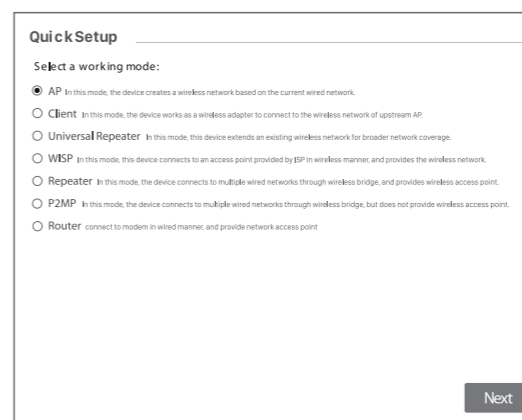 Quick Setup
Select a working mode:
AP In this mode, the device creates a wireless network based on the current wired network.
Client In this mode, the device works as a wireless adapter to connect to the wireless network of upstream AP.
Universal Repeater In this mode, this device extends an existing wireless network for broader network coverage.
WISP In this mode, this device connects to an access point provided by ISP in wireless manner, and provides the wireless network.
Repeater In this mode, the device connects to multiple wired networks through wireless bridge, and provides wireless access point.
P2MP In this mode, the device connects to multiple wired networks through wireless bridge, but does not provide wireless access point.
Router connect to modem in wired manner, and provide network access point
Next